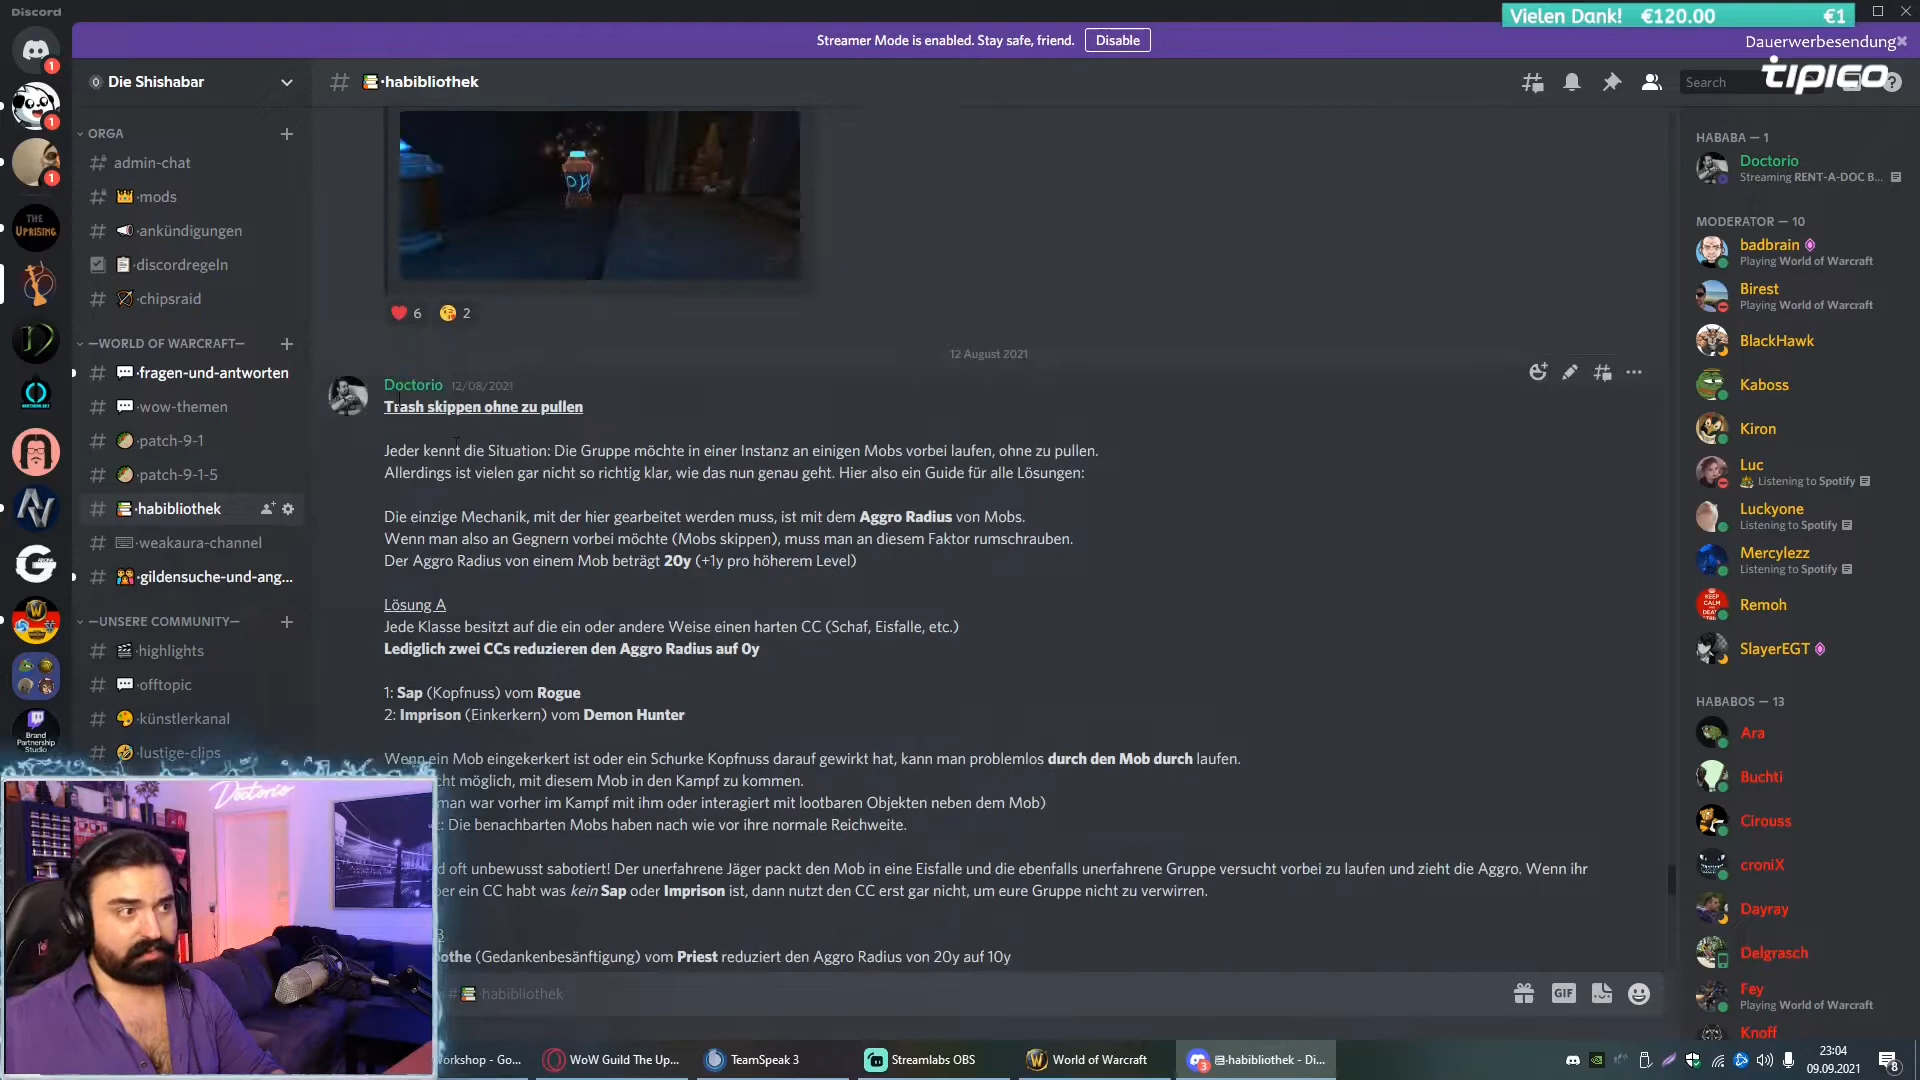 Discord
Vielen Dank! €120.00 €1
Streamer Mode is enabled. Stay safe, friend. Disable
Dauerwerbesendung
tipico
Die Shishabar
·habibliothek
Search
ORGA
admin-chat
·mods
·ankündigungen
·discordregeln
·chipsraid
—WORLD OF WARCRAFT—
·fragen-und-antworten
·wow-themen
·patch-9-1
·patch-9-1-5
·habibliothek
·weakaura-channel
·gildensuche-und-ang...
—UNSERE COMMUNITY—
·highlights
·offtopic
·künstlerkanal
·lustige-clips
THE UPRISING
Brand
Partnership
Studio
6 2
12 August 2021
Doctorio 12/08/2021
Trash skippen ohne zu pullen
Jeder kennt die Situation: Die Gruppe möchte in einer Instanz an einigen Mobs vorbei laufen, ohne zu pullen.
Allerdings ist vielen gar nicht so richtig klar, wie das nun genau geht. Hier also ein Guide für alle Lösungen:
Die einzige Mechanik, mit der hier gearbeitet werden muss, ist mit dem Aggro Radius von Mobs.
Wenn man also an Gegnern vorbei möchte (Mobs skippen), muss man an diesem Faktor rumschrauben.
Der Aggro Radius von einem Mob beträgt 20y (+1y pro höherem Level)
Lösung A
Jede Klasse besitzt auf die ein oder andere Weise einen harten CC (Schaf, Eisfalle, etc.)
Lediglich zwei CCs reduzieren den Aggro Radius auf 0y
1: Sap (Kopfnuss) vom Rogue
2: Imprison (Einkerkern) vom Demon Hunter
Wenn ein Mob eingekerkert ist oder ein Schurke Kopfnuss darauf gewirkt hat, kann man problemlos durch den Mob durch laufen.
cht möglich, mit diesem Mob in den Kampf zu kommen.
man war vorher im Kampf mit ihm oder interagiert mit lootbaren Objekten neben dem Mob)
: Die benachbarten Mobs haben nach wie vor ihre normale Reichweite.
d oft unbewusst sabotiert! Der unerfahrene Jäger packt den Mob in eine Eisfalle und die ebenfalls unerfahrene Gruppe versucht vorbei zu laufen und zieht die Aggro. Wenn ihr
er ein CC habt was kein Sap oder Imprison ist, dann nutzt den CC erst gar nicht, um eure Gruppe nicht zu verwirren.
othe (Gedankenbesänftigung) vom Priest reduziert den Aggro Radius von 20y auf 10y
# habibliothek
GIF
HABABA — 1
Doctorio
Streaming RENT-A-DOC B...
MODERATOR — 10
badbrain
Playing World of Warcraft
Birest
Playing World of Warcraft
BlackHawk
Kaboss
Kiron
Luc
Listening to Spotify
Luckyone
Listening to Spotify
Mercylezz
Listening to Spotify
Remoh
SlayerEGT
HABABOS — 13
Ara
Buchti
Cirouss
croniX
Dayray
Delgrasch
Fey
Playing World of Warcraft
Knoff
Doctorio
orkshop - Go...
WoW Guild The Up...
TeamSpeak 3
Streamlabs OBS
World of Warcraft
habibliothek - Di...
23:04
09.09.2021
8